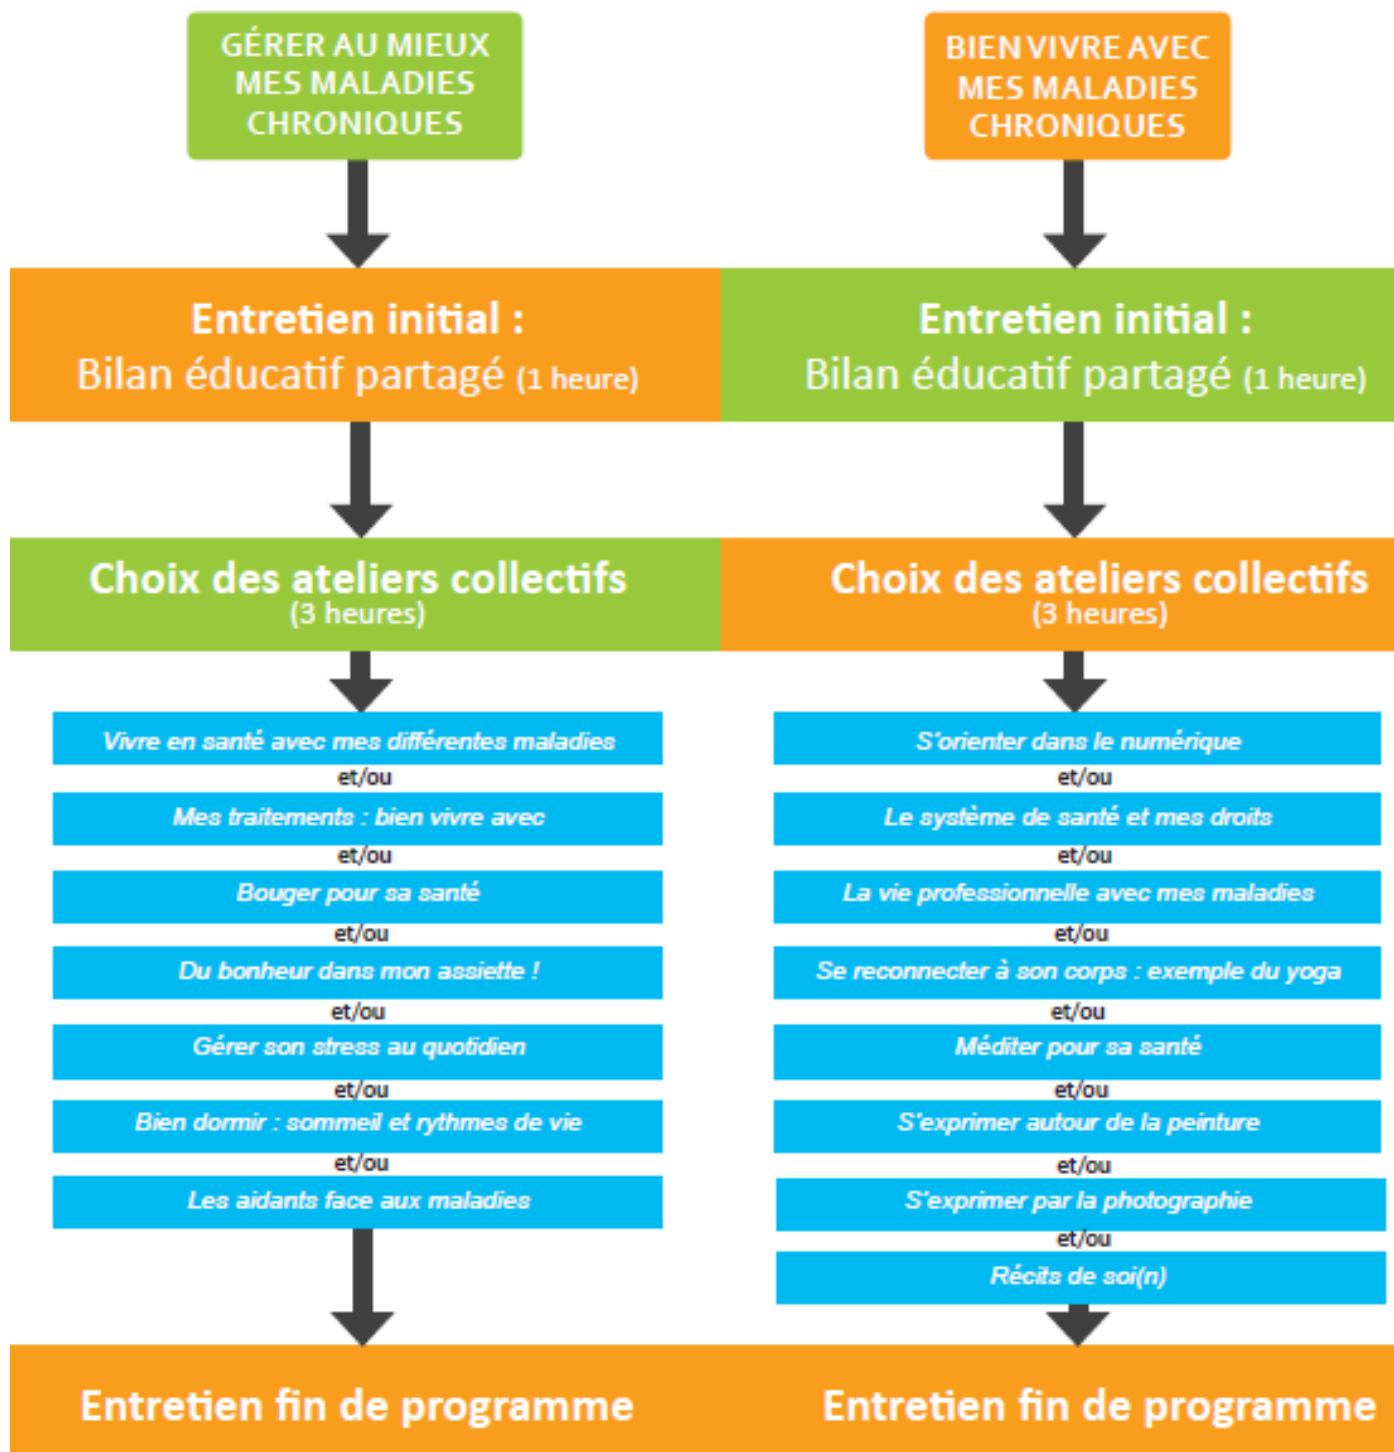 GÉRER AU MIEUX
MES MALADIES
CHRONIQUES
Entretien initial :
Bilan éducatif partagé (1 heure)
Choix des ateliers collectifs
(3 heures)
Vivre en santé avec mes différentes maladies
et/ou
Mes traitements : bien vivre avec
et/ou
Bouger pour sa santé
et/ou
Du bonheur dans mon assiette !
et/ou
Gérer son stress au quotidien
et/ou
Bien dormir : sommeil et rythmes de vie
et/ou
Les aidants face aux maladies
Entretien fin de programme
BIEN VIVRE AVEC
MES MALADIES
CHRONIQUES
Entretien initial :
Bilan éducatif partagé (1 heure)
Choix des ateliers collectifs
(3 heures)
S'orienter dans le numérique
et/ou
Le système de santé et mes droits
et/ou
La vie professionnelle avec mes maladies
et/ou
Se reconnecter à son corps : exemple du yoga
et/ou
Méditer pour sa santé
et/ou
S'exprimer autour de la peinture
et/ou
S'exprimer par la photographie
et/ou
Récits de soi(n)
Entretien fin de programme